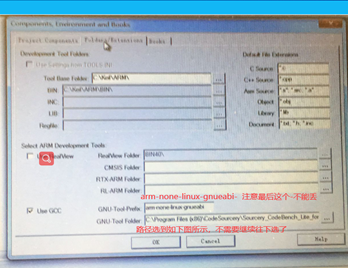 Components, Environment and Books
Project Components Folders/Extensions Books
Development Tool Folders
Default File Extensions:
Use Settings from TOOLS.INI:
Tool Base Folder: C:\Keil\ARM\
BIN: C:\Keil\ARM\BIN\
INC:
LIB:
Regfile:
C Source: *.c
C++ Source: *.cpp
Asm Source: *.s*; *.src; *.a*
Object: *.obj
Library: *.lib
Document: *.txt; *.h; *.inc
Select ARM Development Tools
RealView Folder: BIN40\
CMSIS Folder:
RTX-ARM Folder:
RL-ARM Folder:
arm-none-linux-gnueabi- 注意最后这个-不能丢
Use GCC
GNU-Tool-Prefix: arm-none-linux-gnueabi
GNU-Tool Folder: C:\Program Files (x86)\CodeSourcery\Sourcery_CodeBench_Lite_for
路径选到如下图所示，不需要继续往下选了
OK Cancel Help